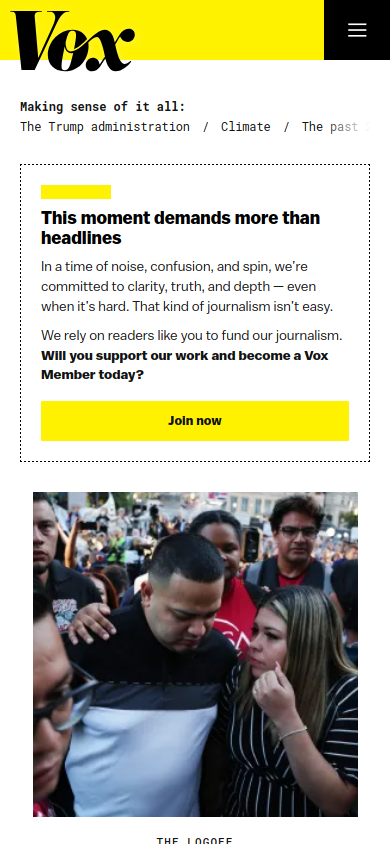 Vox
Making sense of it all:
The Trump administration / Climate / The past
This moment demands more than
headlines
In a time of noise, confusion, and spin, we're
committed to clarity, truth, and depth — even
when it's hard. That kind of journalism isn't easy.
We rely on readers like you to fund our journalism.
Will you support our work and become a Vox
Member today?
Join now
THE LOGOFF